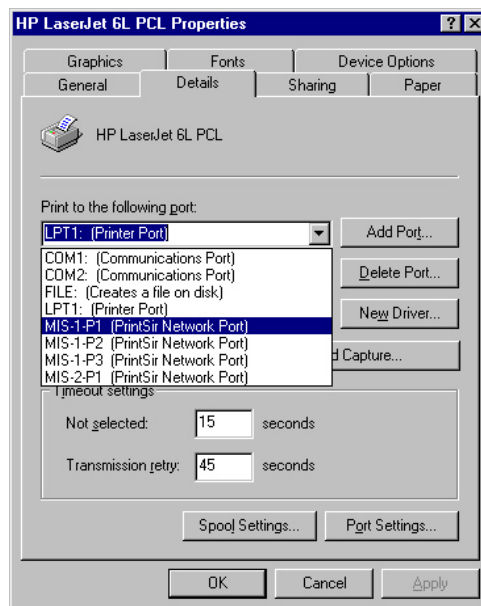 HP LaserJet 6L PCL Properties
Graphics Fonts Device Options
General Details Sharing Paper
HP LaserJet 6L PCL
Print to the following port:
LPT1: (Printer Port) Add Port...
COM1: (Communications Port)
COM2: (Communications Port) Delete Port...
FILE: (Creates a file on disk)
LPT1: (Printer Port)
MIS-1-P1 (PrintSir Network Port) New Driver...
MIS-1-P2 (PrintSir Network Port)
MIS-1-P3 (PrintSir Network Port) Capture...
MIS-2-P1 (PrintSir Network Port)
Timeout settings
Not selected: 15 seconds
Transmission retry: 45 seconds
Spool Settings... Port Settings...
OK Cancel Apply